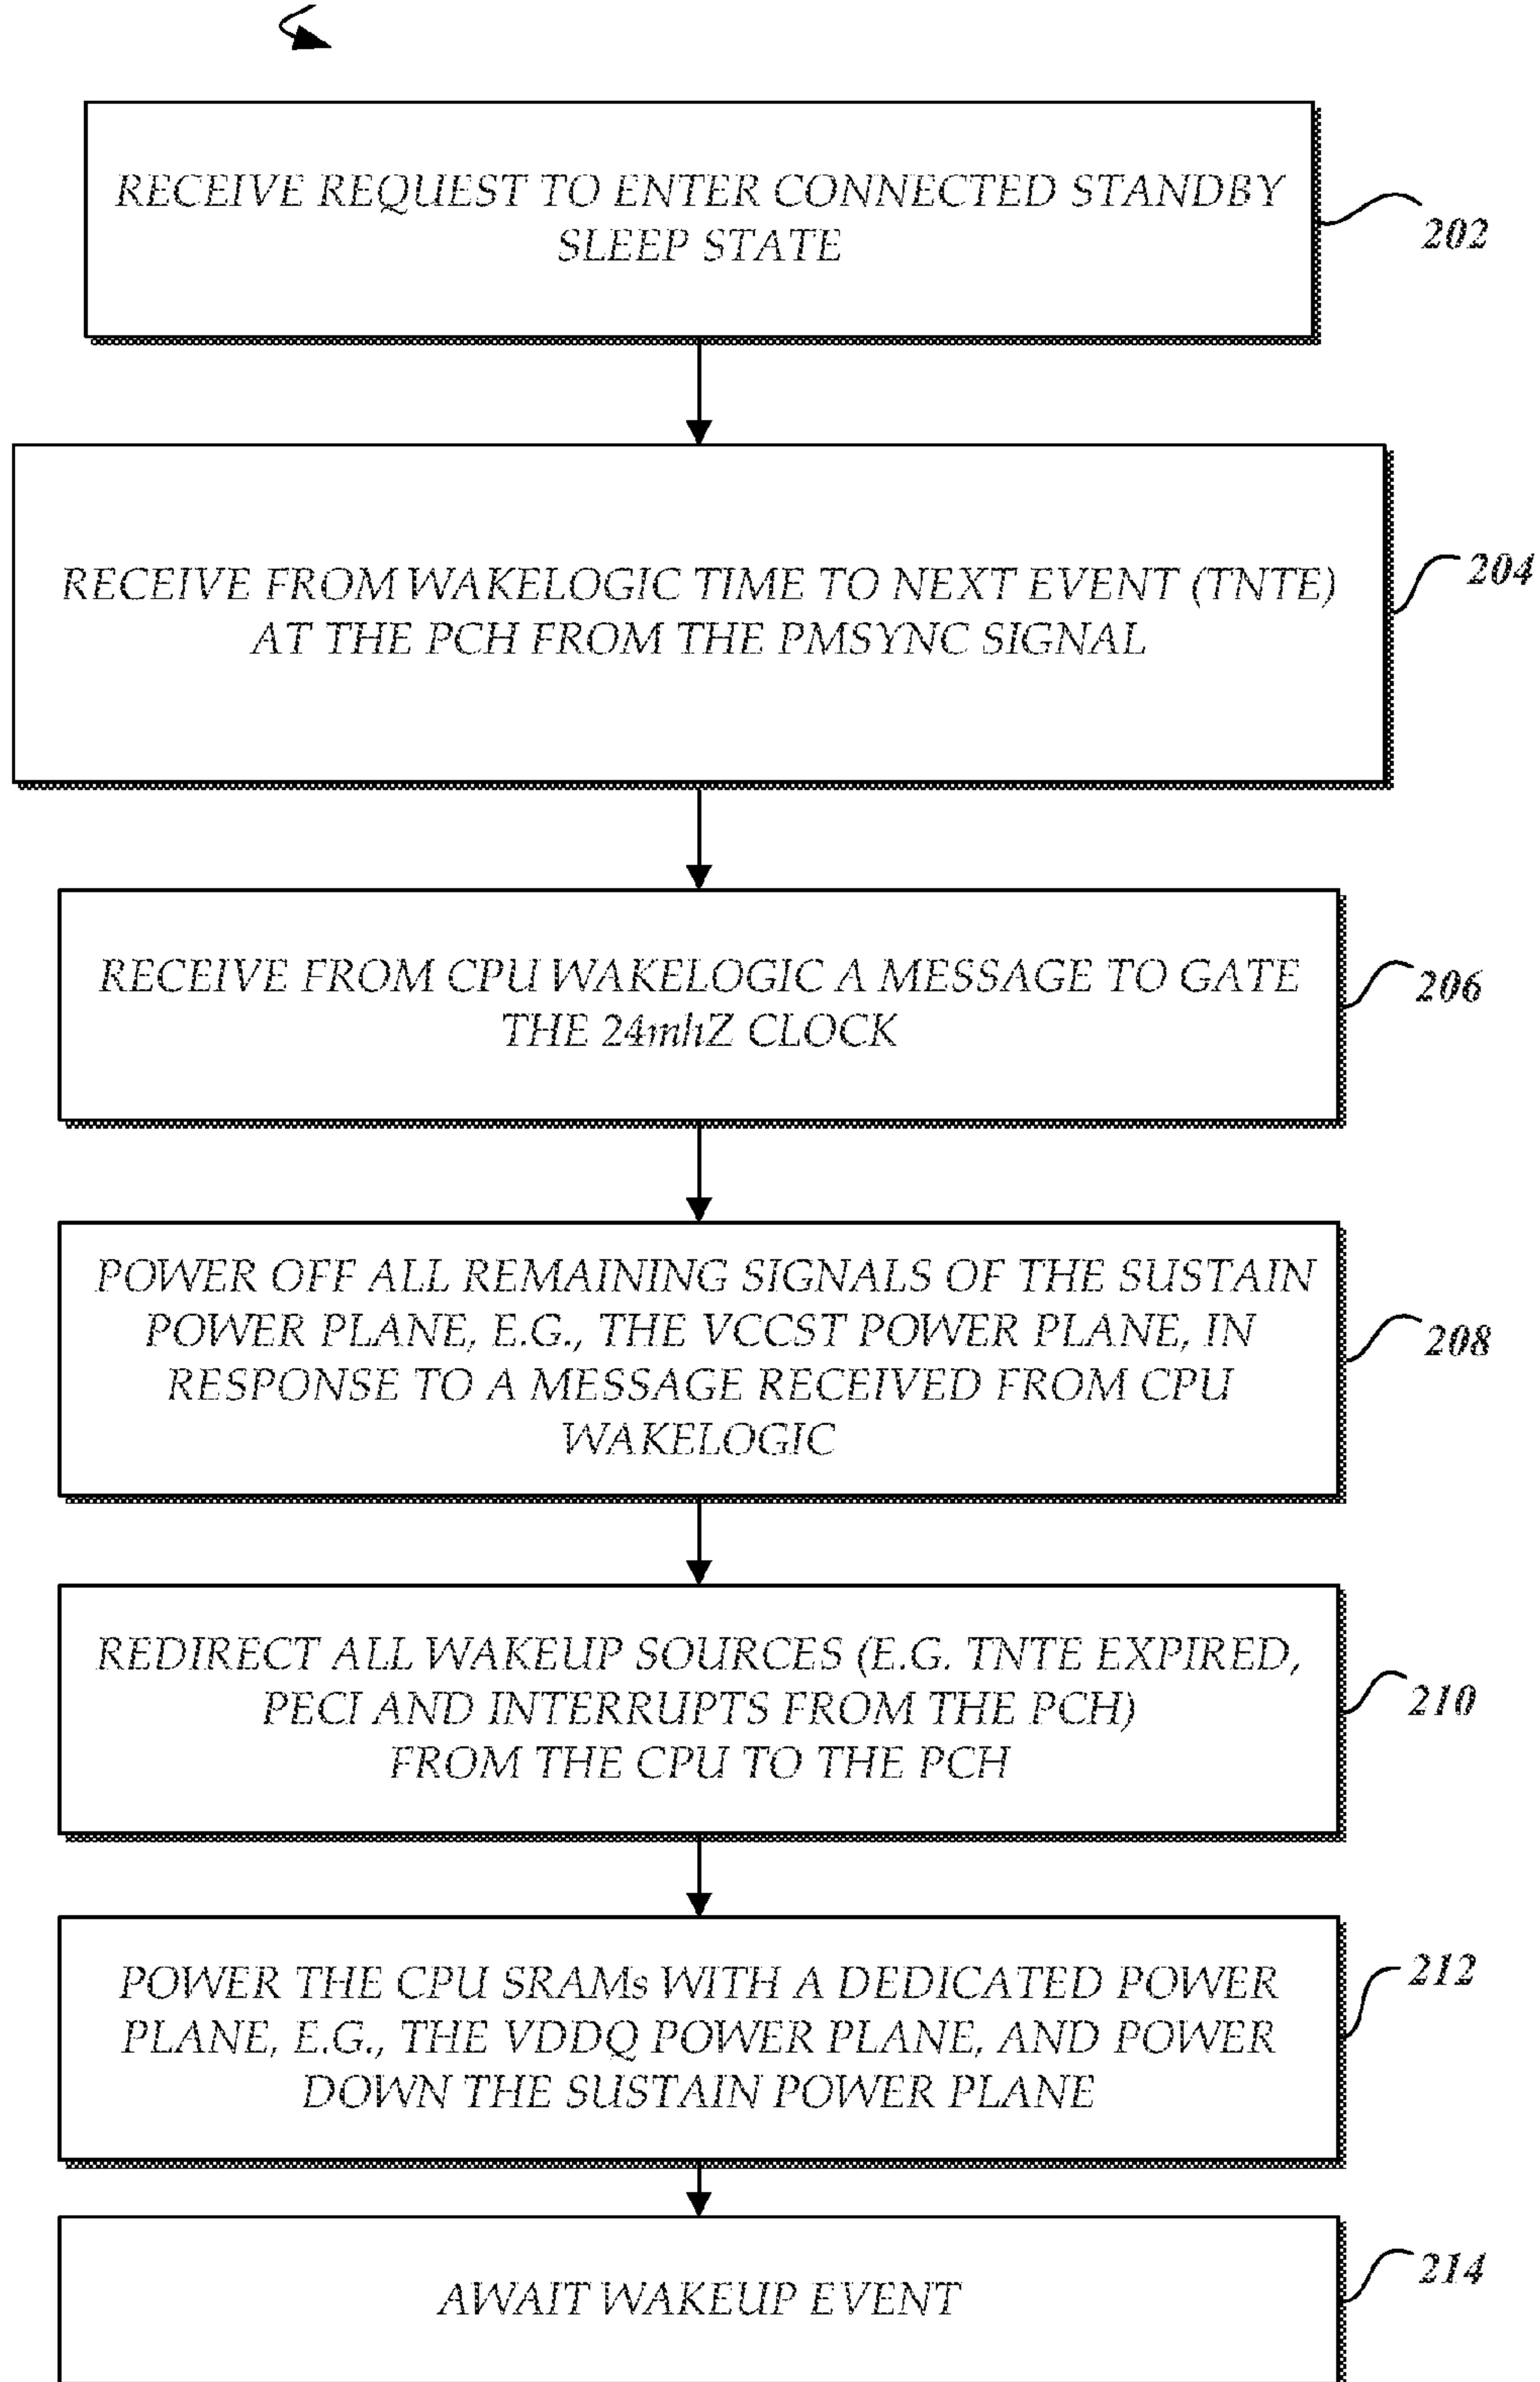 RECEIVE REQUEST TO ENTER CONNECTED STANDBY
SLEEP STATE
202
RECEIVE FROM WAKELOGIC TIME TO NEXT EVENT (TNTE)
AT THE PCH FROM THE PMSYNC SIGNAL
204
RECEIVE FROM CPU WAKELOGIC A MESSAGE TO GATE
THE 24mhZ CLOCK
206
POWER OFF ALL REMAINING SIGNALS OF THE SUSTAIN
POWER PLANE, E.G., THE VCCST POWER PLANE, IN
RESPONSE TO A MESSAGE RECEIVED FROM CPU
WAKELOGIC
208
REDIRECT ALL WAKEUP SOURCES (E.G. TNTE EXPIRED,
PECI AND INTERRUPTS FROM THE PCH)
FROM THE CPU TO THE PCH
210
POWER THE CPU SRAMs WITH A DEDICATED POWER
PLANE, E.G., THE VDDQ POWER PLANE, AND POWER
DOWN THE SUSTAIN POWER PLANE
212
AWAIT WAKEUP EVENT
214